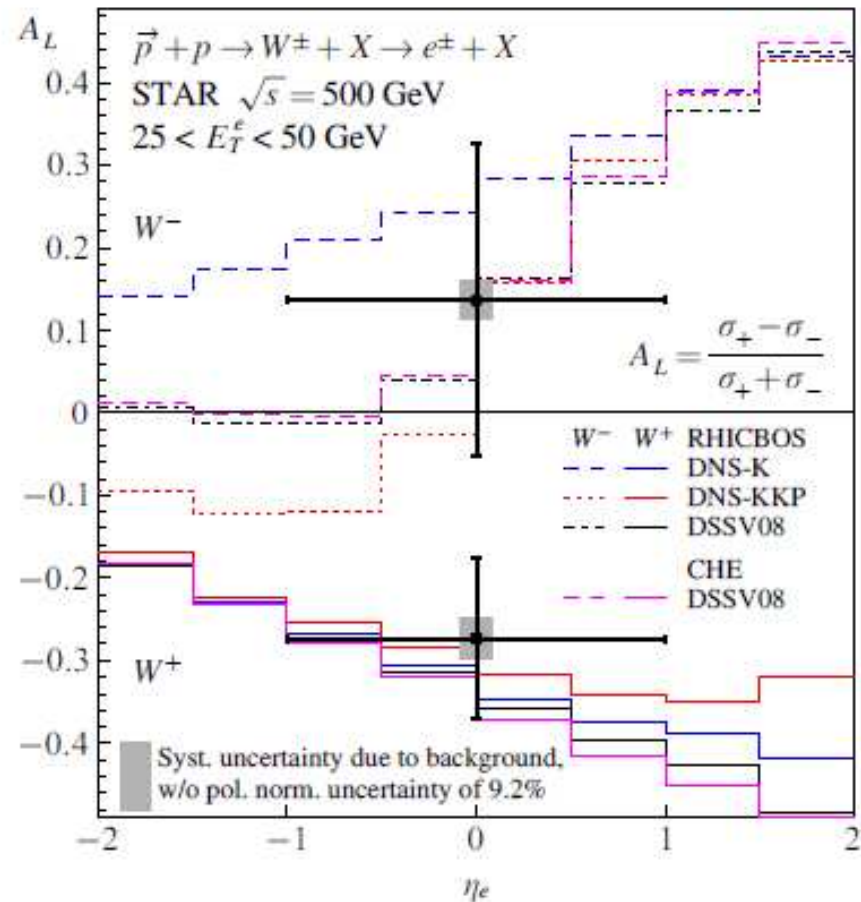 A_L
p⃗ + p → W± + X → e± + X
STAR √s = 500 GeV
25 < E_T^e < 50 GeV
0.4
0.3
0.2
0.1
0
−0.1
−0.2
−0.3
−0.4
W−
A_L = (σ_+ − σ_−) / (σ_+ + σ_−)
W− W+ RHICBOS
DNS-K
DNS-KKP
DSSV08
CHE
DSSV08
W+
Syst. uncertainty due to background,
w/o pol. norm. uncertainty of 9.2%
−2 −1 0 1 2
η_e